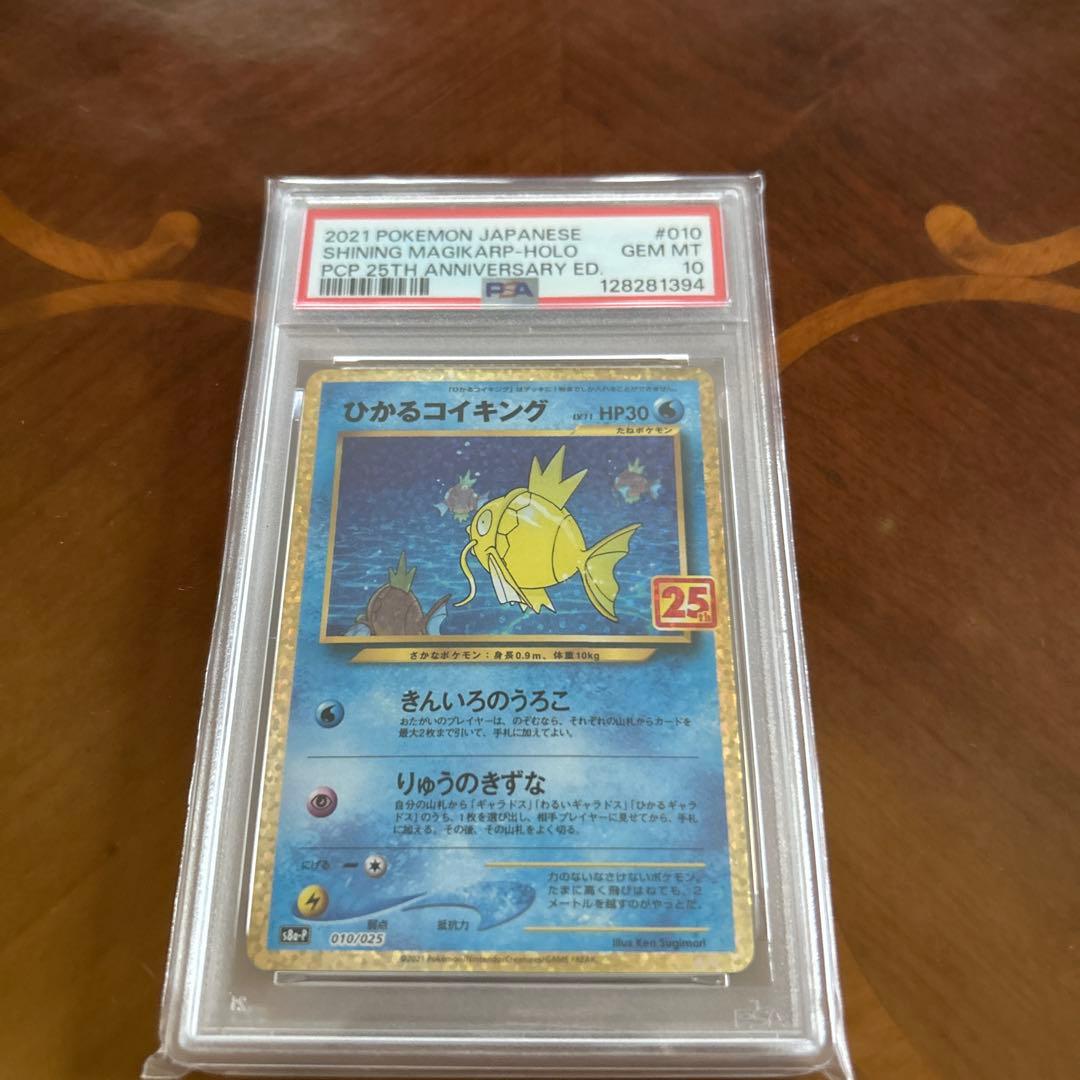 2021 POKEMON JAPANESE #010
SHINING MAGIKARP-HOLO GEM MT
PCP 25TH ANNIVERSARY ED. 10
PSA 128281394
「ひかるコイキング」はデッキに1枚までしか入れることができません。
ひかるコイキング LV.11 HP30
たねポケモン
25th
さかなポケモン：身長0.9m、体重10kg
きんいろのうろこ
おたがいのプレイヤーは、のぞむなら、それぞれの山札からカードを
最大2枚まで引いて、手札に加えてよい。
りゅうのきずな
自分の山札から「ギャラドス」「わるいギャラドス」「ひかるギャラ
ドス」のうち、1枚を選び出し、相手プレイヤーに見せてから、手札
に加える。その後、その山札をよく切る。
にげる
力のないなさけないポケモン。
たまに高く飛びはねても、2
メートルを越すのがやっとだ。
弱点 抵抗力
s8a-P 010/025
Illus Ken Sugimori
©2021 Pokémon/Nintendo/Creatures/GAME FREAK.
PSA